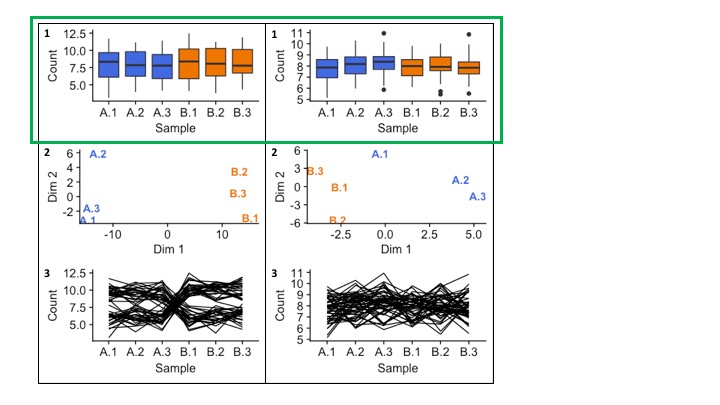 1
12.5
10.0
7.5
5.0
Count
A.1 A.2 A.3 B.1 B.2 B.3
Sample
1
11
10
9
8
7
6
5
Count
A.1 A.2 A.3 B.1 B.2 B.3
Sample
2
6
4
2
0
-2
Dim 2
A.2
B.2
B.3
A.3
A.1
B.1
-10 0 10
Dim 1
2
6
3
0
-3
-6
Dim 2
A.1
B.3
A.2
B.1
A.3
B.2
-2.5 0.0 2.5 5.0
Dim 1
3
12.5
10.0
7.5
5.0
Count
A.1 A.2 A.3 B.1 B.2 B.3
Sample
3
11
10
9
8
7
6
5
Count
A.1 A.2 A.3 B.1 B.2 B.3
Sample